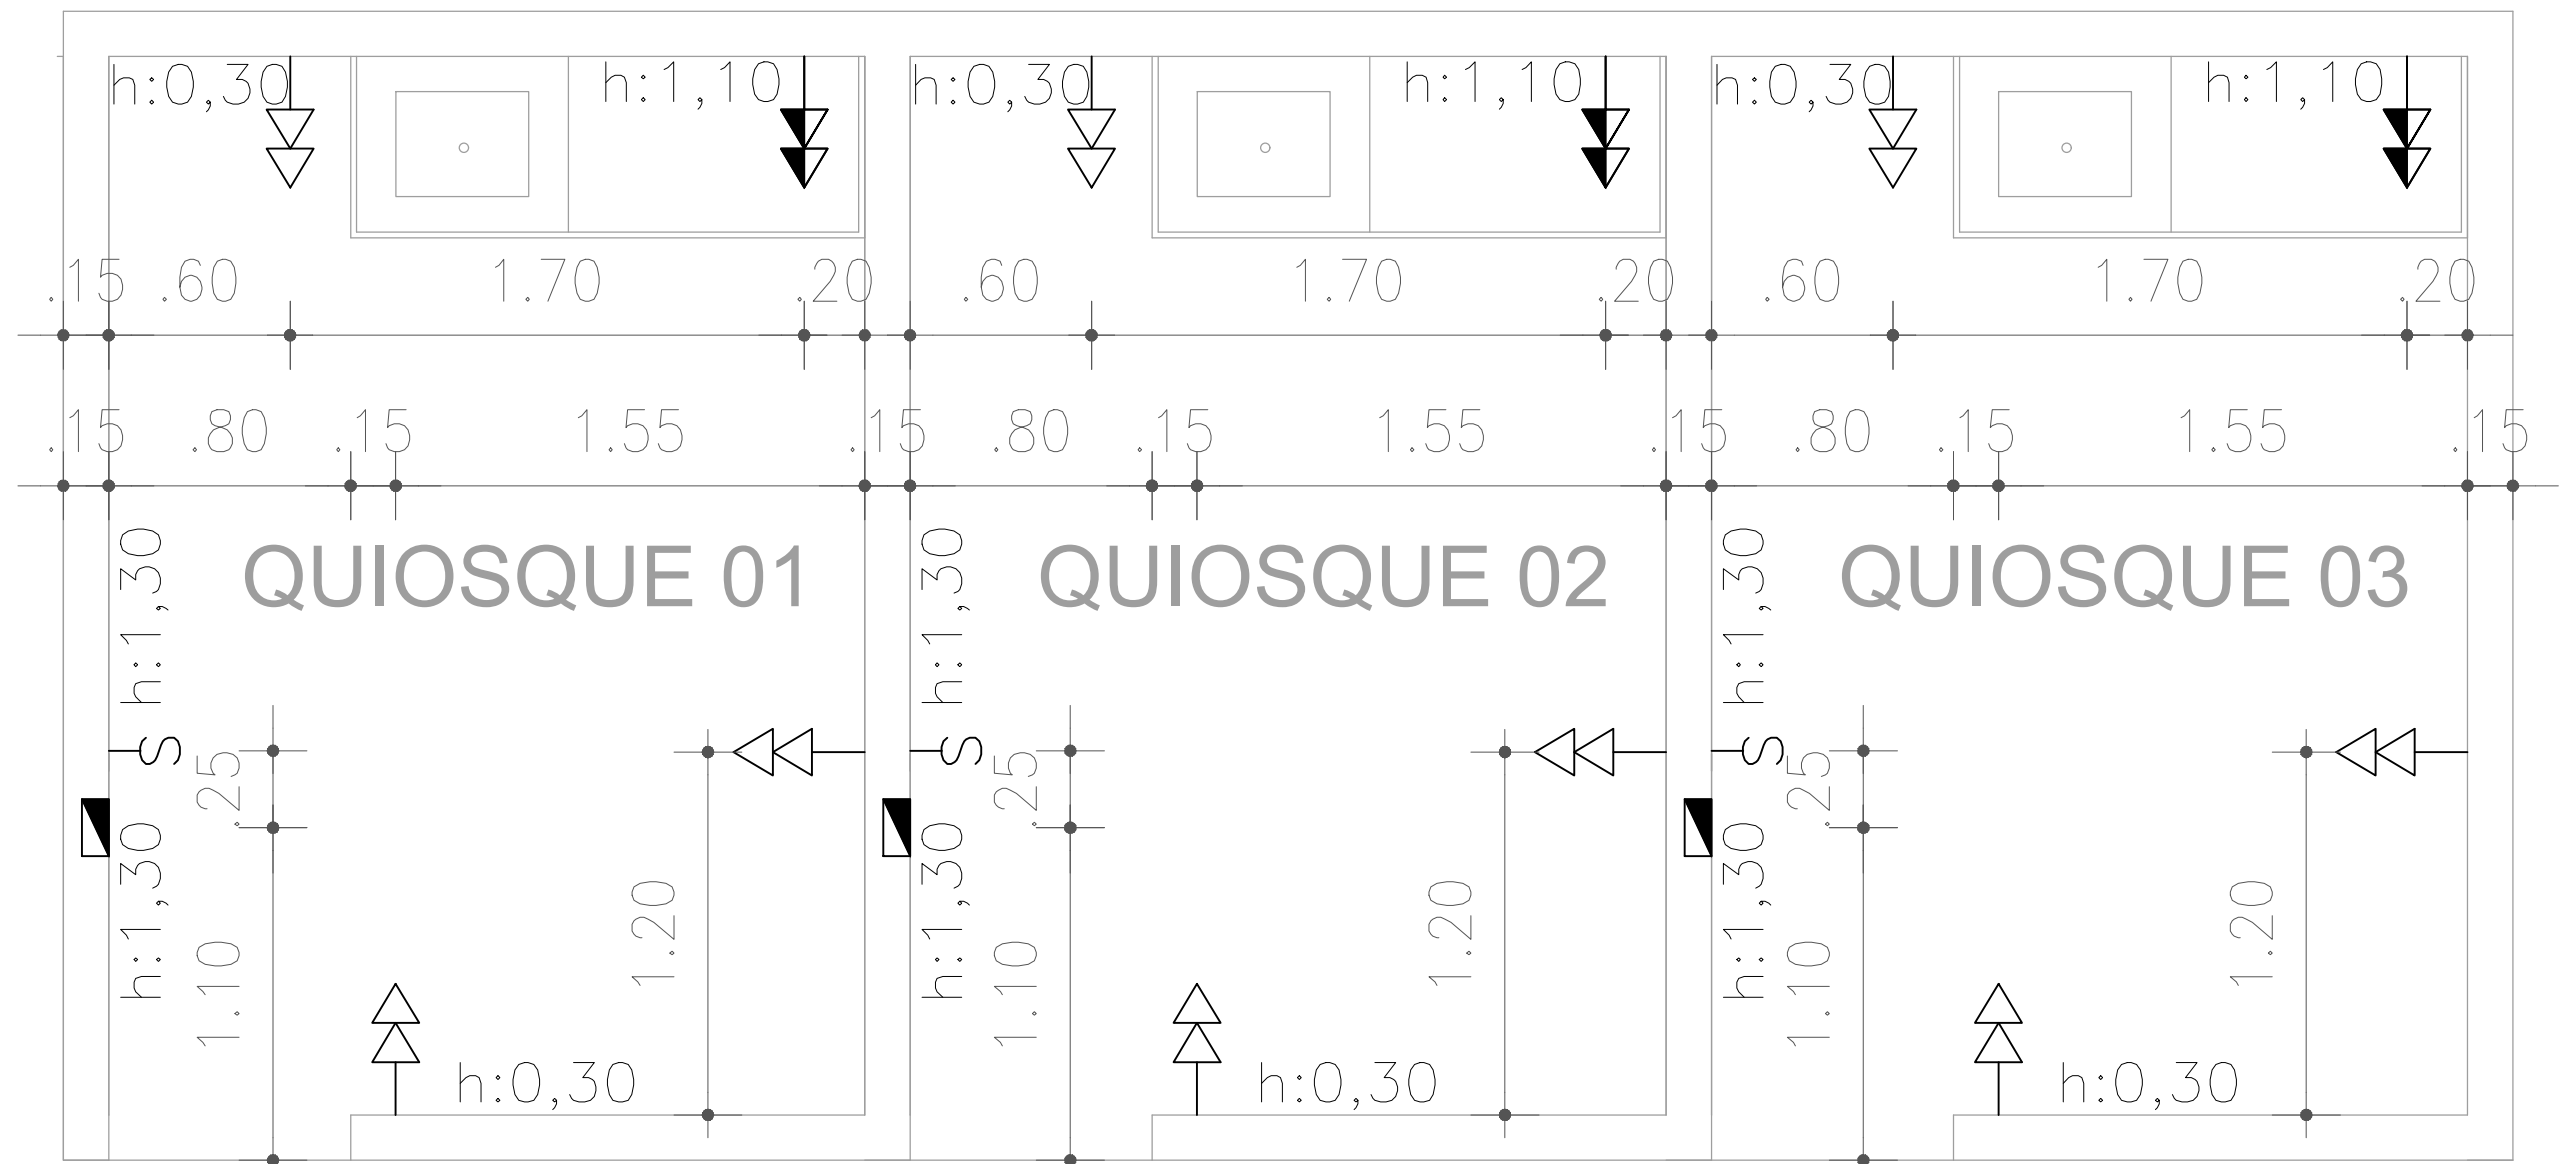 h:0,30 h:1,10 h:0,30 h:1,10 h:0,30 h:1,10
.15 .60 1.70 .20 .60 1.70 .20 .60 1.70 .20
.15 .80 .15 1.55 .15 .80 .15 1.55 .15 .80 .15 1.55 .15
QUIOSQUE 01 QUIOSQUE 02 QUIOSQUE 03
h:1,30 h:1,30 h:1,30
S S S
.25 .25 .25
h:1,30 h:1,30 h:1,30
1.20 1.20 1.20
1.10 1.10 1.10
h:0,30 h:0,30 h:0,30